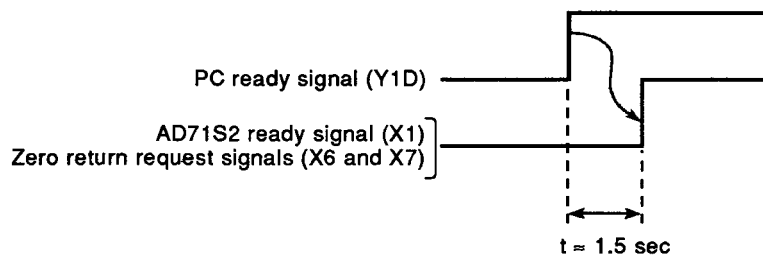 PC ready signal (Y1D)
AD71S2 ready signal (X1)
Zero return request signals (X6 and X7)
t ≈ 1.5 sec